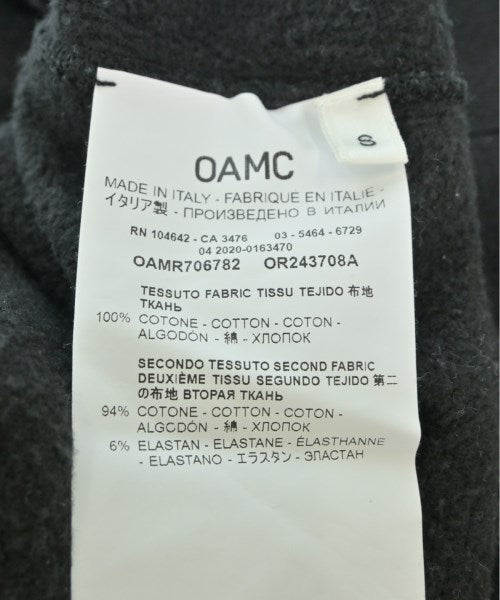 S
OAMC
MADE IN ITALY - FABRIQUE EN ITALIE -
イタリア製 - ПРОИЗВЕДЕНО В ИТАЛИИ
RN 104642 - CA 3476 03 - 5464 - 6729
04 2020-0163470
OAMR706782 OR243708A
TESSUTO FABRIC TISSU TEJIDO 布地
ТКАНЬ
100% COTONE - COTTON - COTON -
ALGODÓN - 綿 - ХЛОПОК
SECONDO TESSUTO SECOND FABRIC
DEUXIÈME TISSU SEGUNDO TEJIDO 第二
の布地 ВТОРАЯ ТКАНЬ
94% COTONE - COTTON - COTON -
ALGODÓN - 綿 - ХЛОПОК
6% ELASTAN - ELASTANE - ÉLASTHANNE
- ELASTANO - エラスタン - ЭЛАСТАН